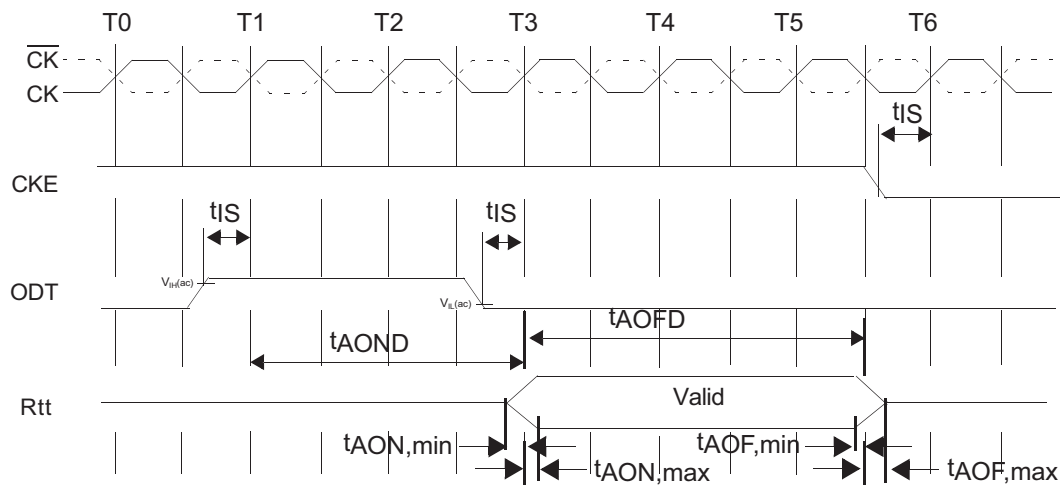 T0 T1 T2 T3 T4 T5 T6
CK
CK
tIS
CKE
tIS tIS
VIH(ac)
ODT
VIL(ac)
tAOFD
tAOND
Rtt Valid
tAON,min tAOF,min
tAON,max tAOF,max